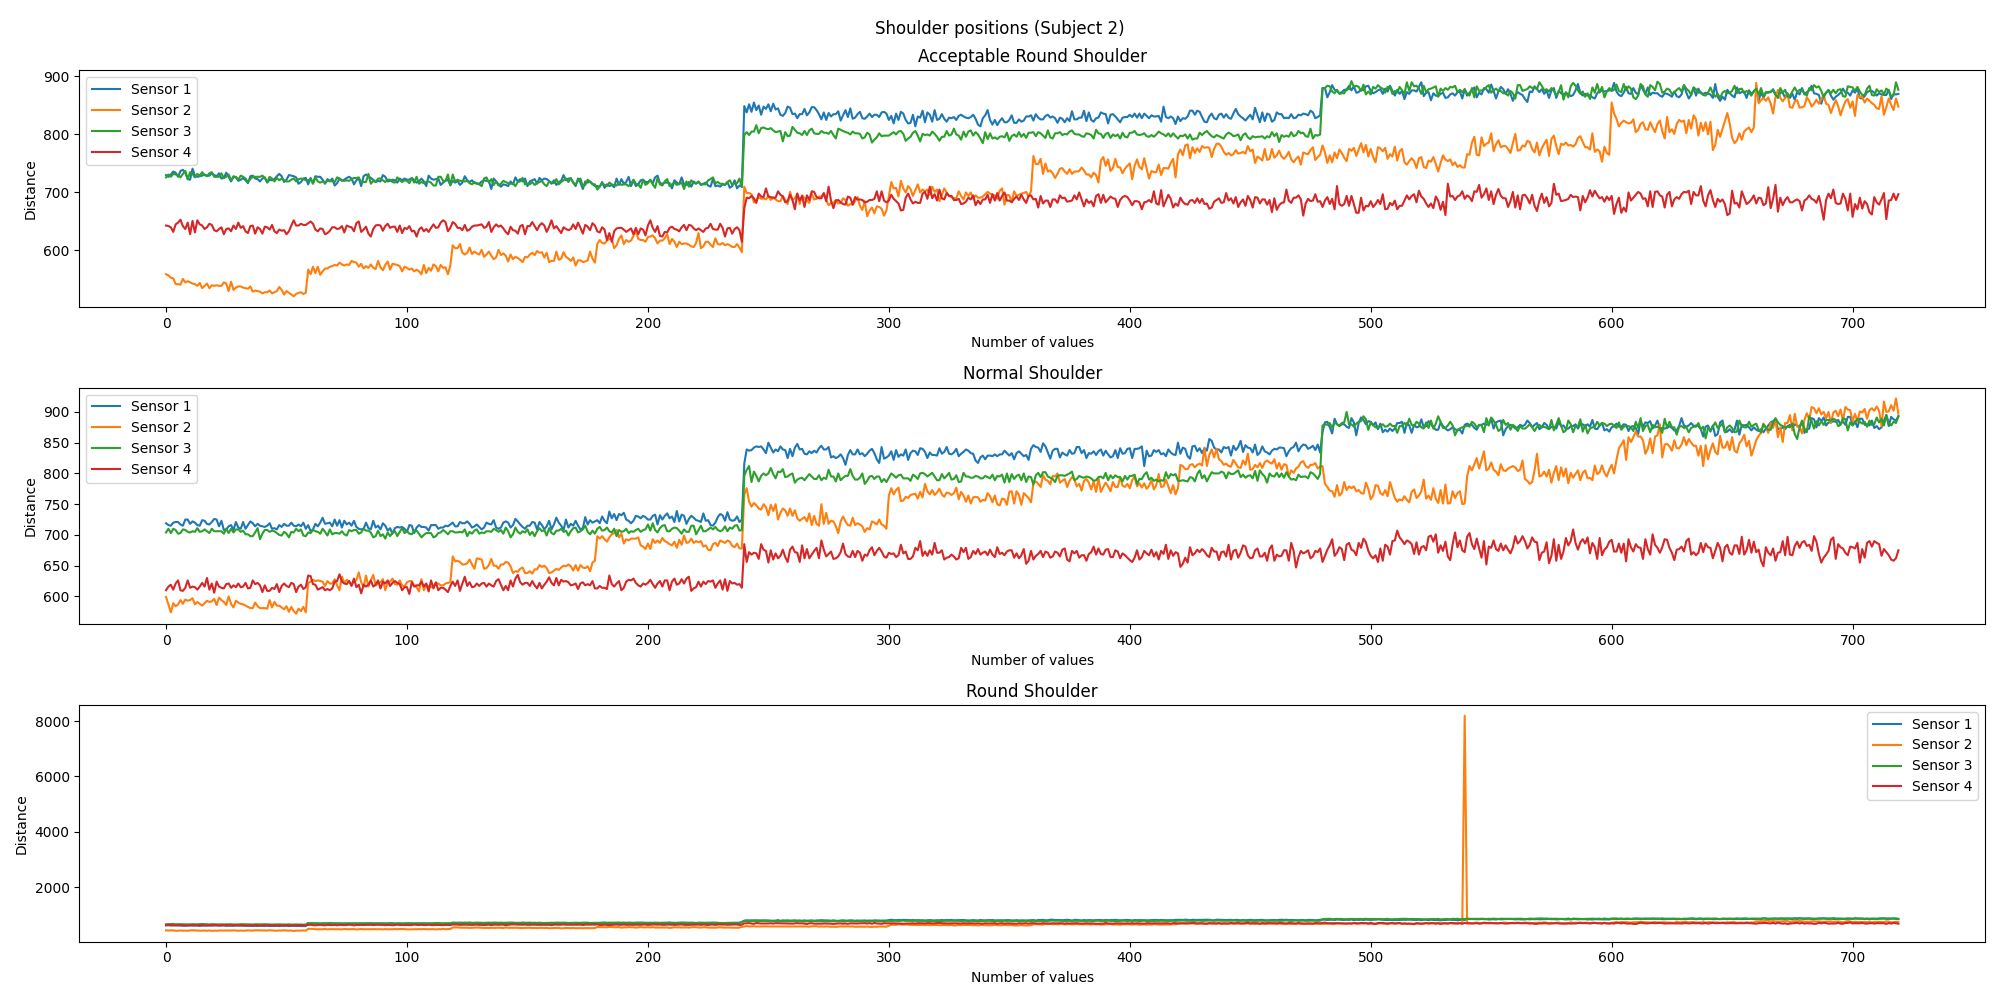 Shoulder positions (Subject 2)
Acceptable Round Shoulder
900
800
700
600
Distance
Sensor 1
Sensor 2
Sensor 3
Sensor 4
0 100 200 300 400 500 600 700
Number of values
Normal Shoulder
900
850
800
750
700
650
600
Distance
Sensor 1
Sensor 2
Sensor 3
Sensor 4
0 100 200 300 400 500 600 700
Number of values
Round Shoulder
8000
6000
4000
2000
Distance
Sensor 1
Sensor 2
Sensor 3
Sensor 4
0 100 200 300 400 500 600 700
Number of values